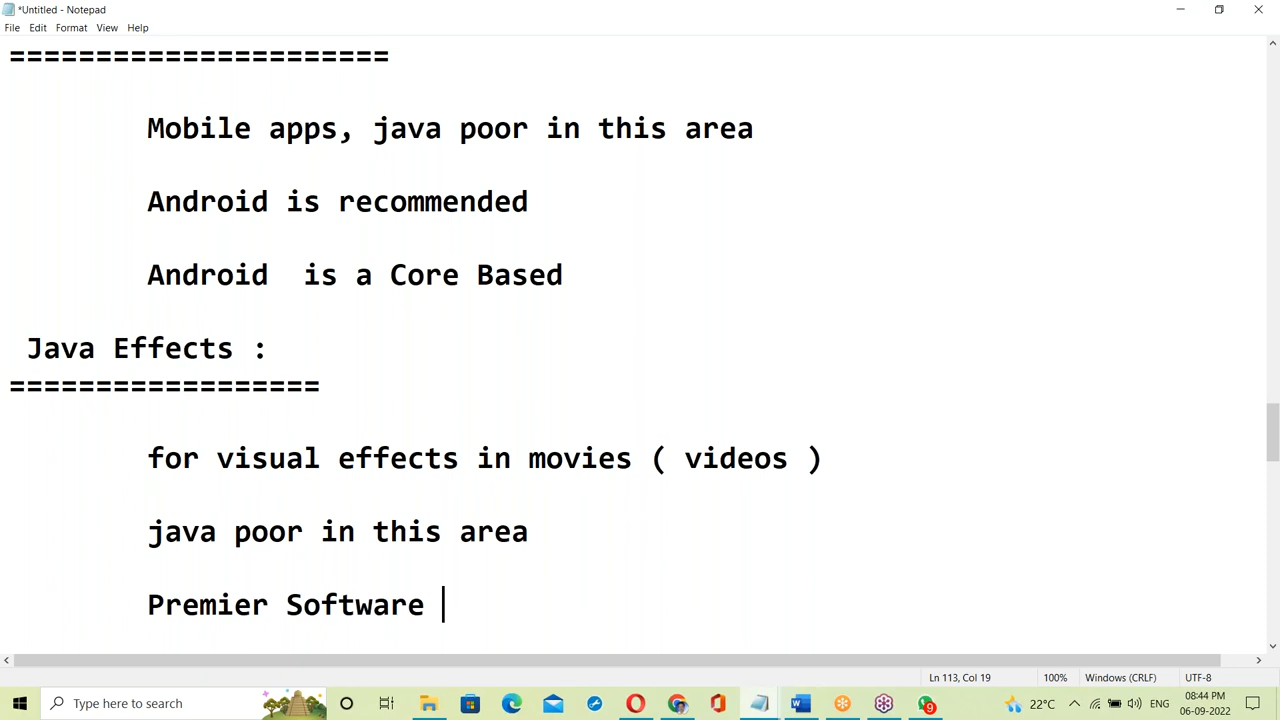 *Untitled - Notepad
File Edit Format View Help
======================
Mobile apps, java poor in this area
Android is recommended
Android  is a Core Based
Java Effects :
==================
for visual effects in movies ( videos )
java poor in this area
Premier Software
Ln 113, Col 19 100% Windows (CRLF) UTF-8
Type here to search 9 22°C ENG 08:44 PM
06-09-2022